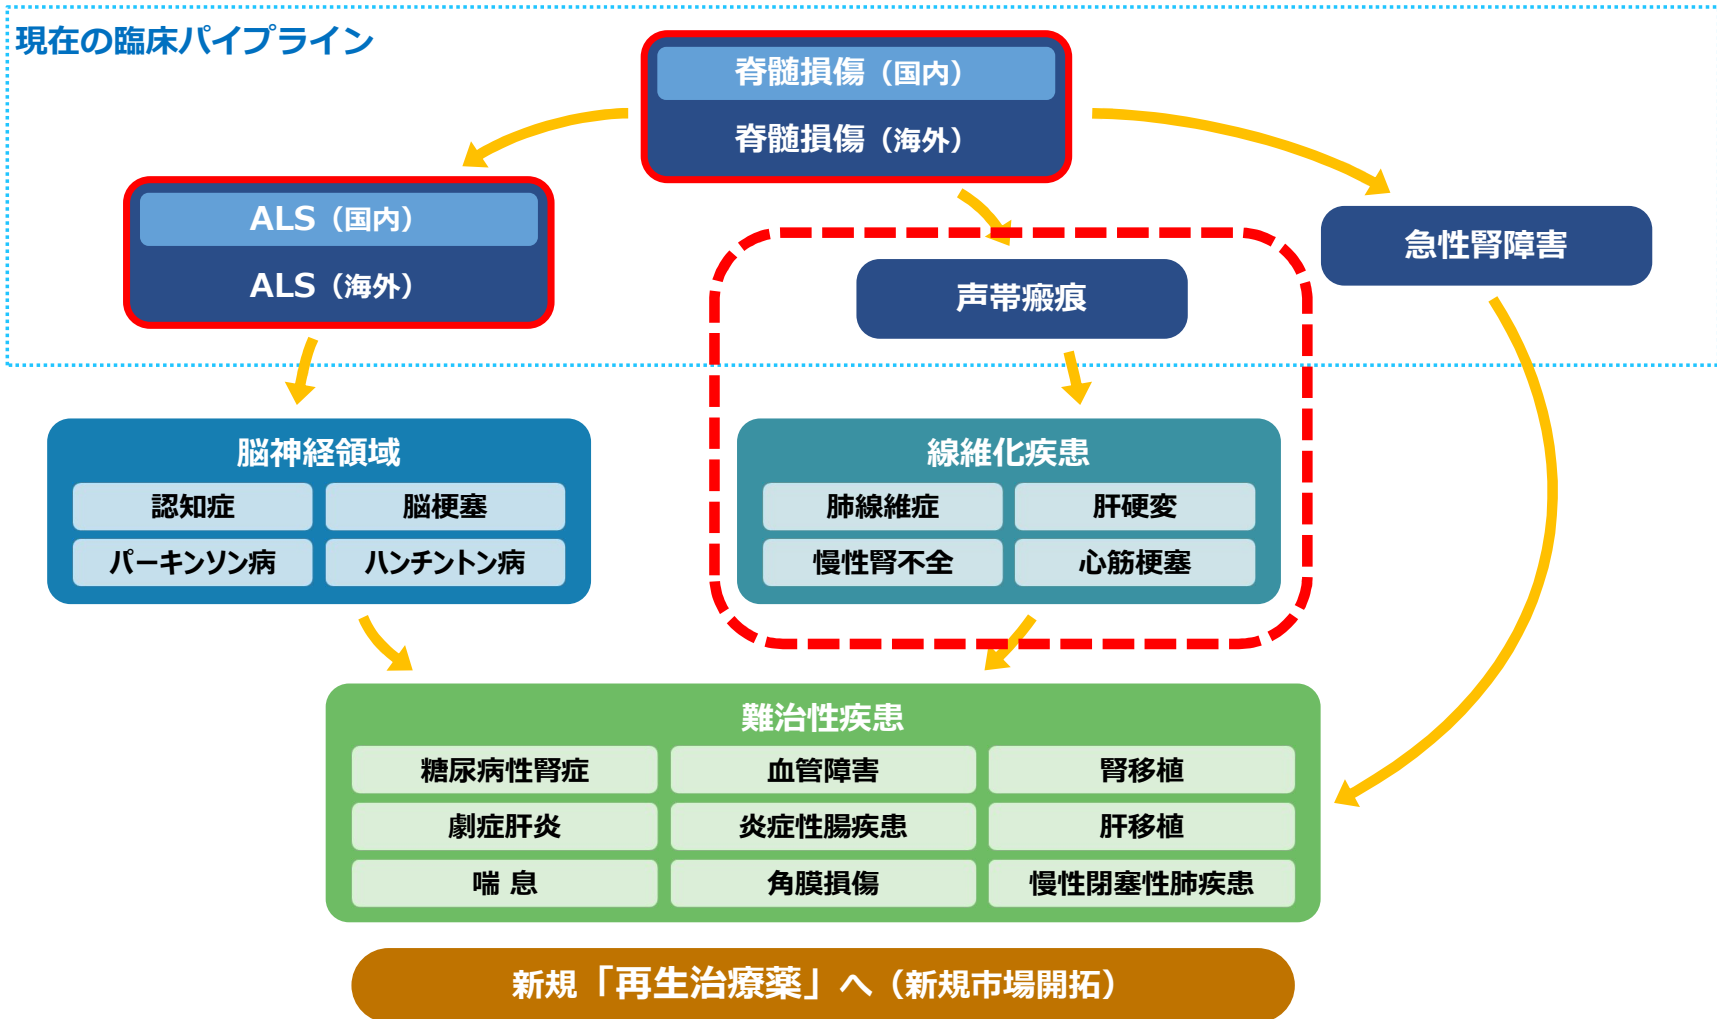 現在の臨床パイプライン
脊髄損傷（国内）
脊髄損傷（海外）
ALS（国内）
ALS（海外）
急性腎障害
声帯瘢痕
脳神経領域
認知症
脳梗塞
パーキンソン病
ハンチントン病
線維化疾患
肺線維症
肝硬変
慢性腎不全
心筋梗塞
難治性疾患
糖尿病性腎症
血管障害
腎移植
劇症肝炎
炎症性腸疾患
肝移植
喘 息
角膜損傷
慢性閉塞性肺疾患
新規「再生治療薬」へ（新規市場開拓）